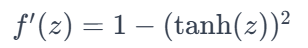 f′(z) = 1 − (tanh(z))²